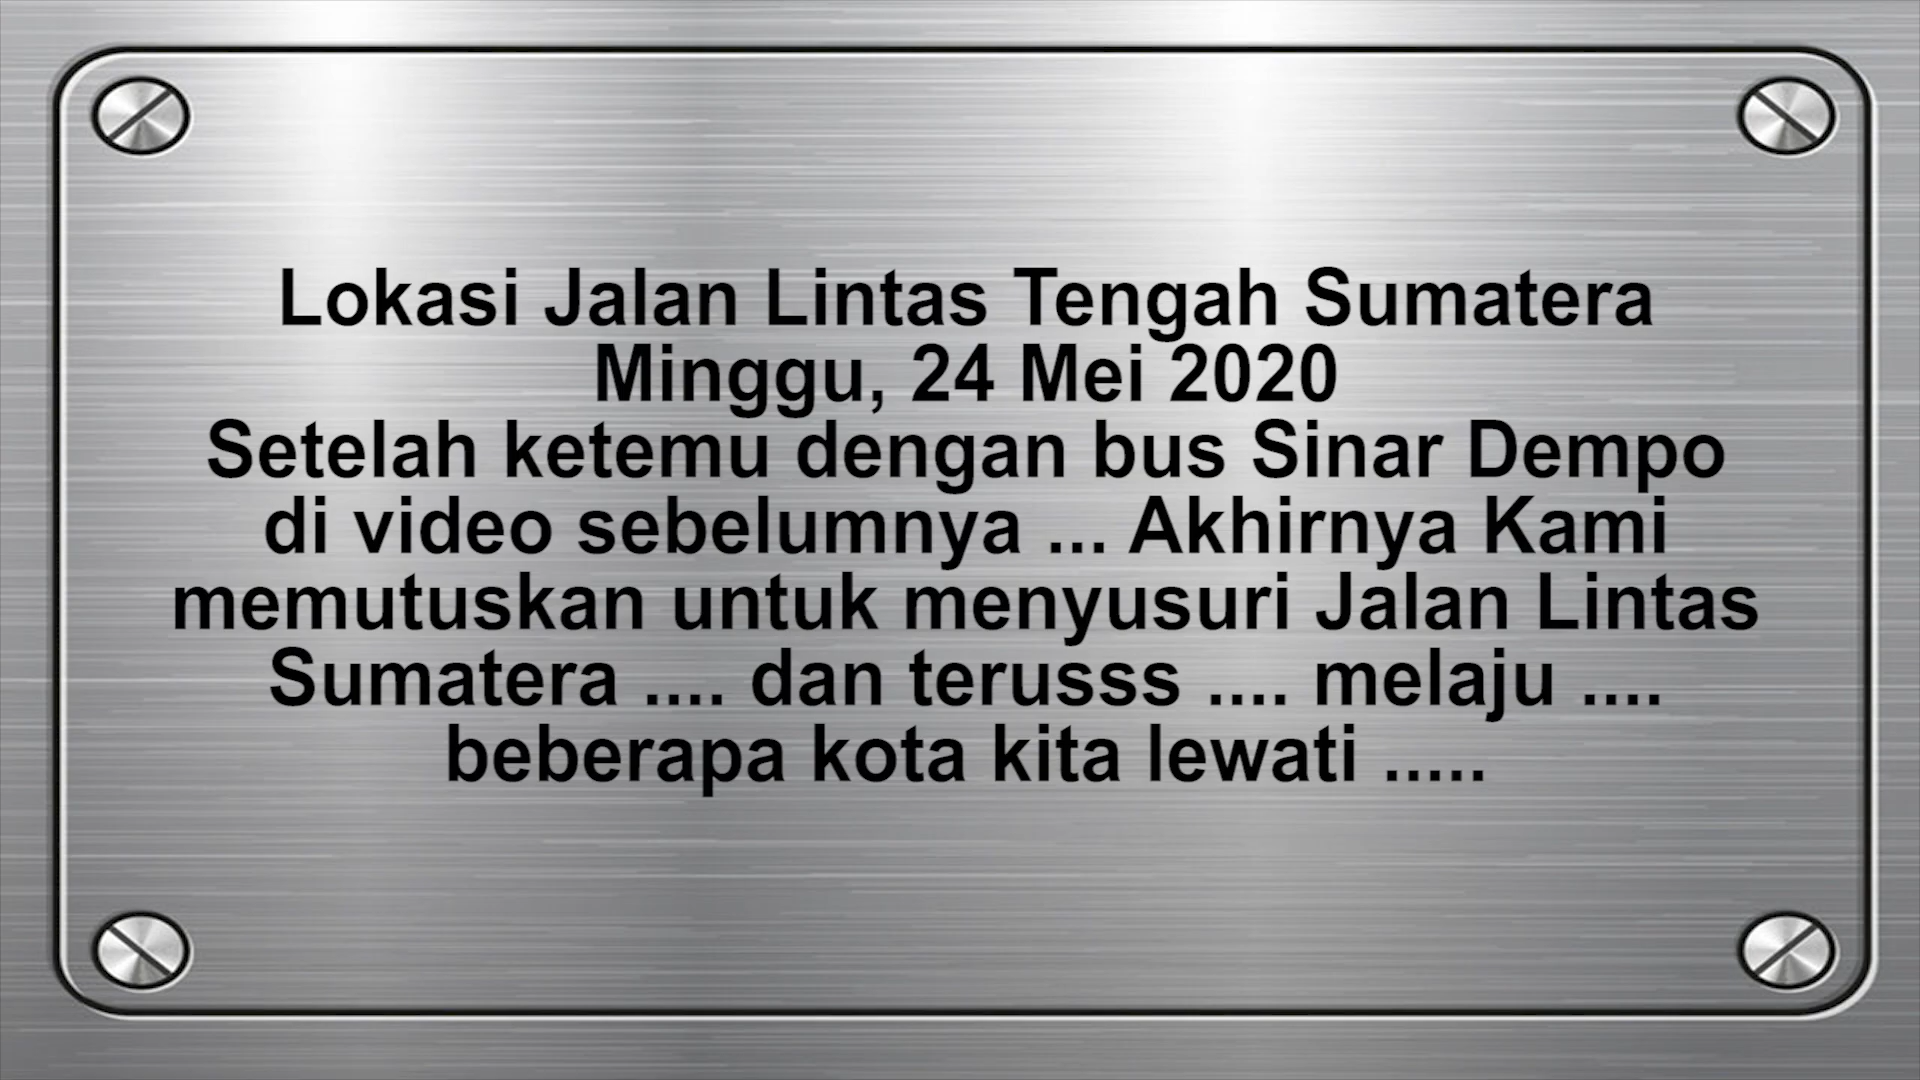 Lokasi Jalan Lintas Tengah Sumatera
Minggu, 24 Mei 2020
Setelah ketemu dengan bus Sinar Dempo
di video sebelumnya ... Akhirnya Kami
memutuskan untuk menyusuri Jalan Lintas
Sumatera .... dan terusss .... melaju ....
beberapa kota kita lewati .....